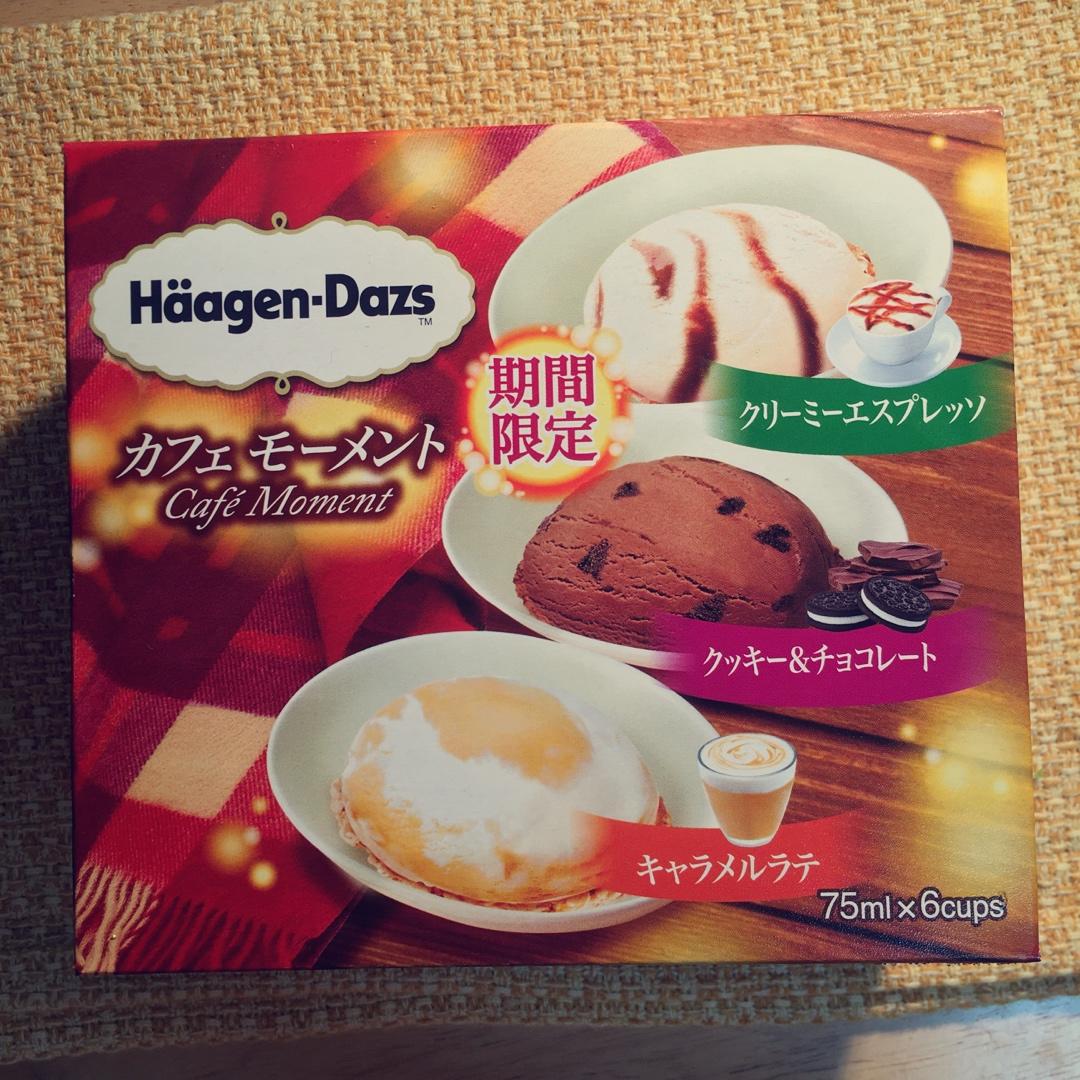 Häagen-Dazs
TM
カフェ モーメント
Café Moment
期間
限定
クリーミーエスプレッソ
クッキー&チョコレート
キャラメルラテ
75ml×6cups